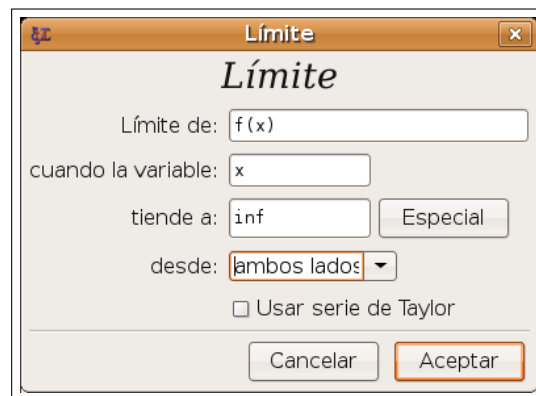 Límite
Límite
Límite de: f(x)
cuando la variable: x
tiende a: inf Especial
desde: ambos lados
Usar serie de Taylor
Cancelar Aceptar